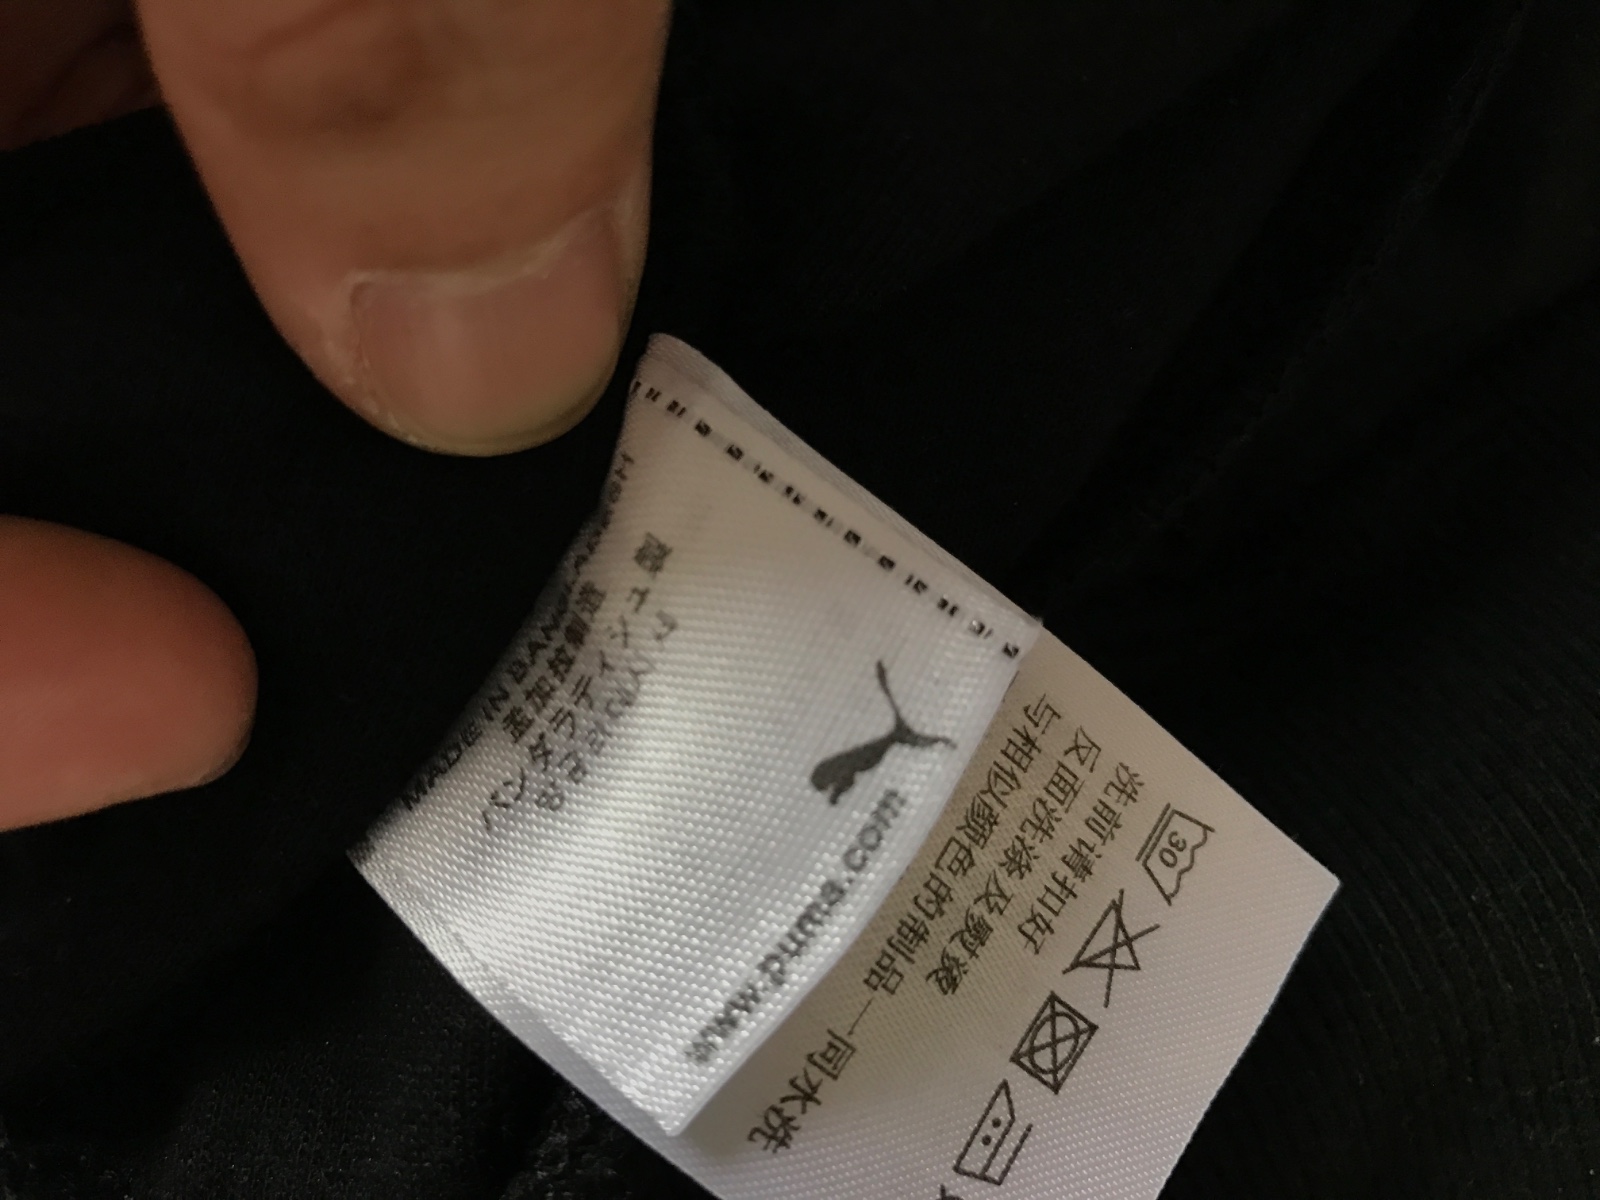 MADE IN BANGLADESH
孟加拉制造
バングラディシュ製
www.puma.com
30
洗前请扣好
反面洗涤及熨烫
与相似颜色的制品一同水洗